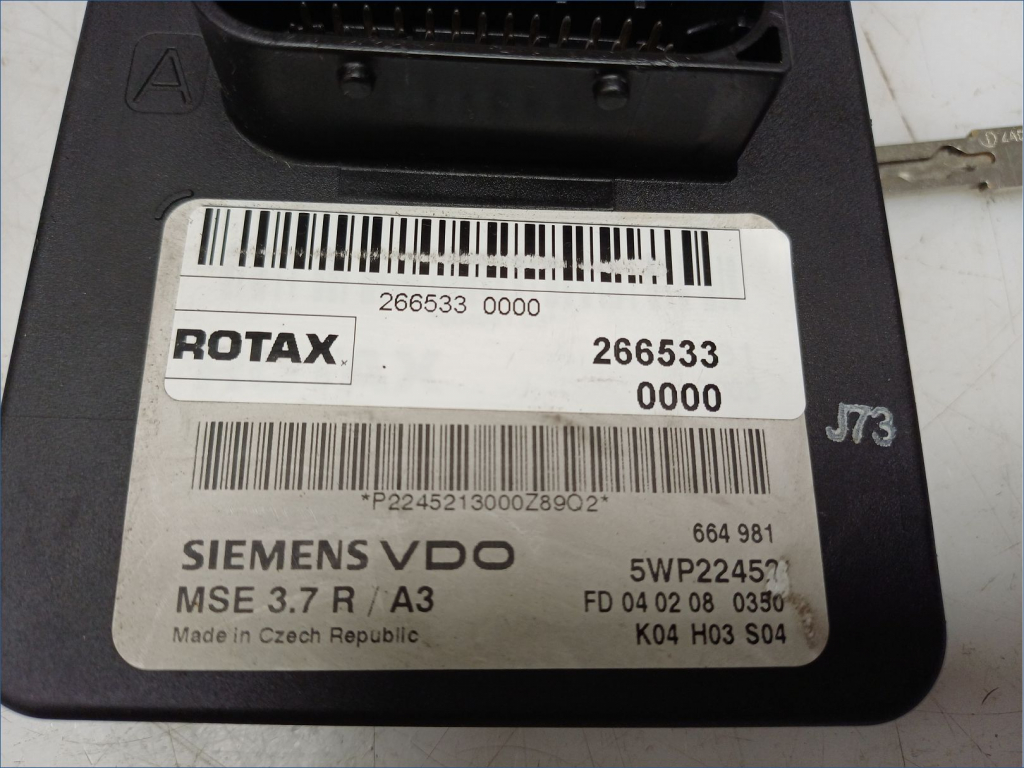 A
266533 0000
ROTAX
266533
0000
J73
*P2245213000Z89Q2*
664 981
SIEMENS VDO
MSE 3.7 R / A3
FD 04 02 08 0350
Made in Czech Republic
K04 H03 S04